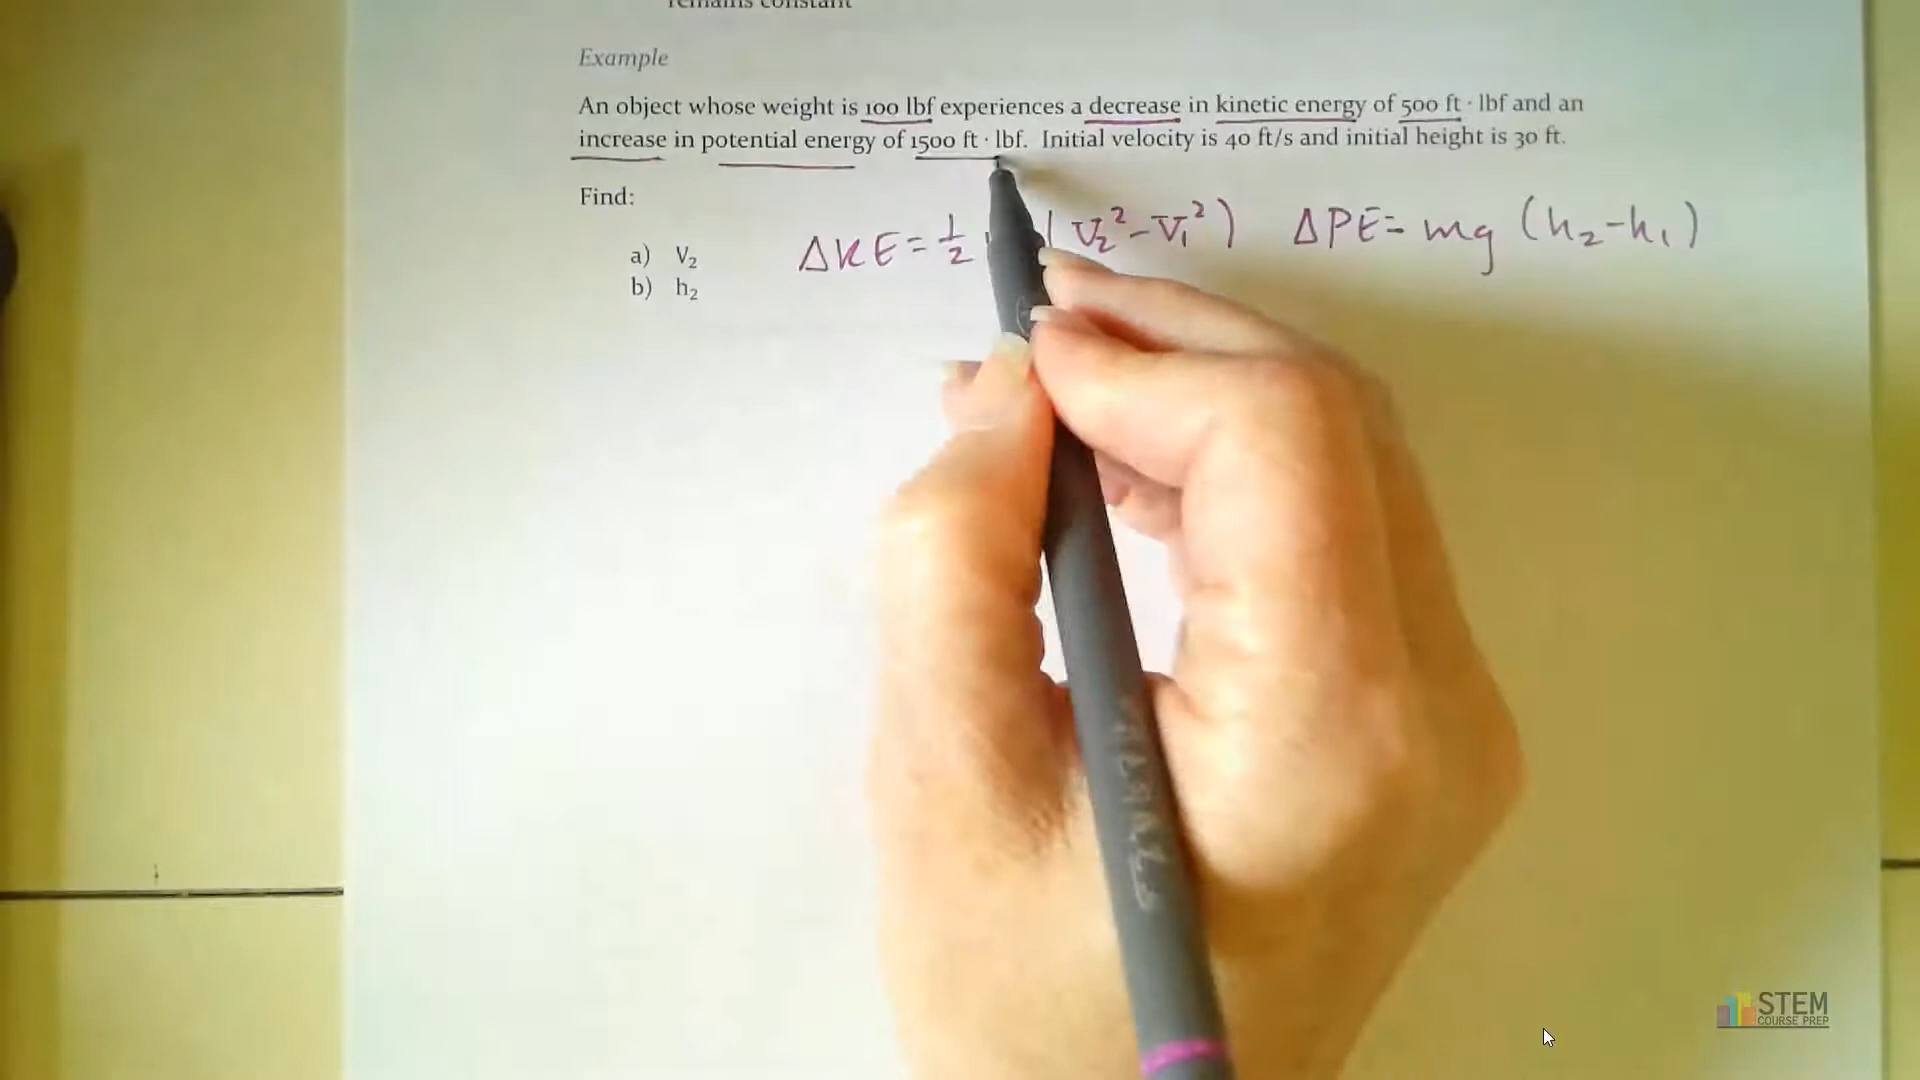 remains constant
Example
An object whose weight is 100 lbf experiences a decrease in kinetic energy of 500 ft · lbf and an
increase in potential energy of 1500 ft · lbf. Initial velocity is 40 ft/s and initial height is 30 ft.
Find:
a) V₂
b) h₂
ΔKE = ½ (V₂² - V₁²)
ΔPE = mg (h₂ - h₁)
STEM
COURSE PREP